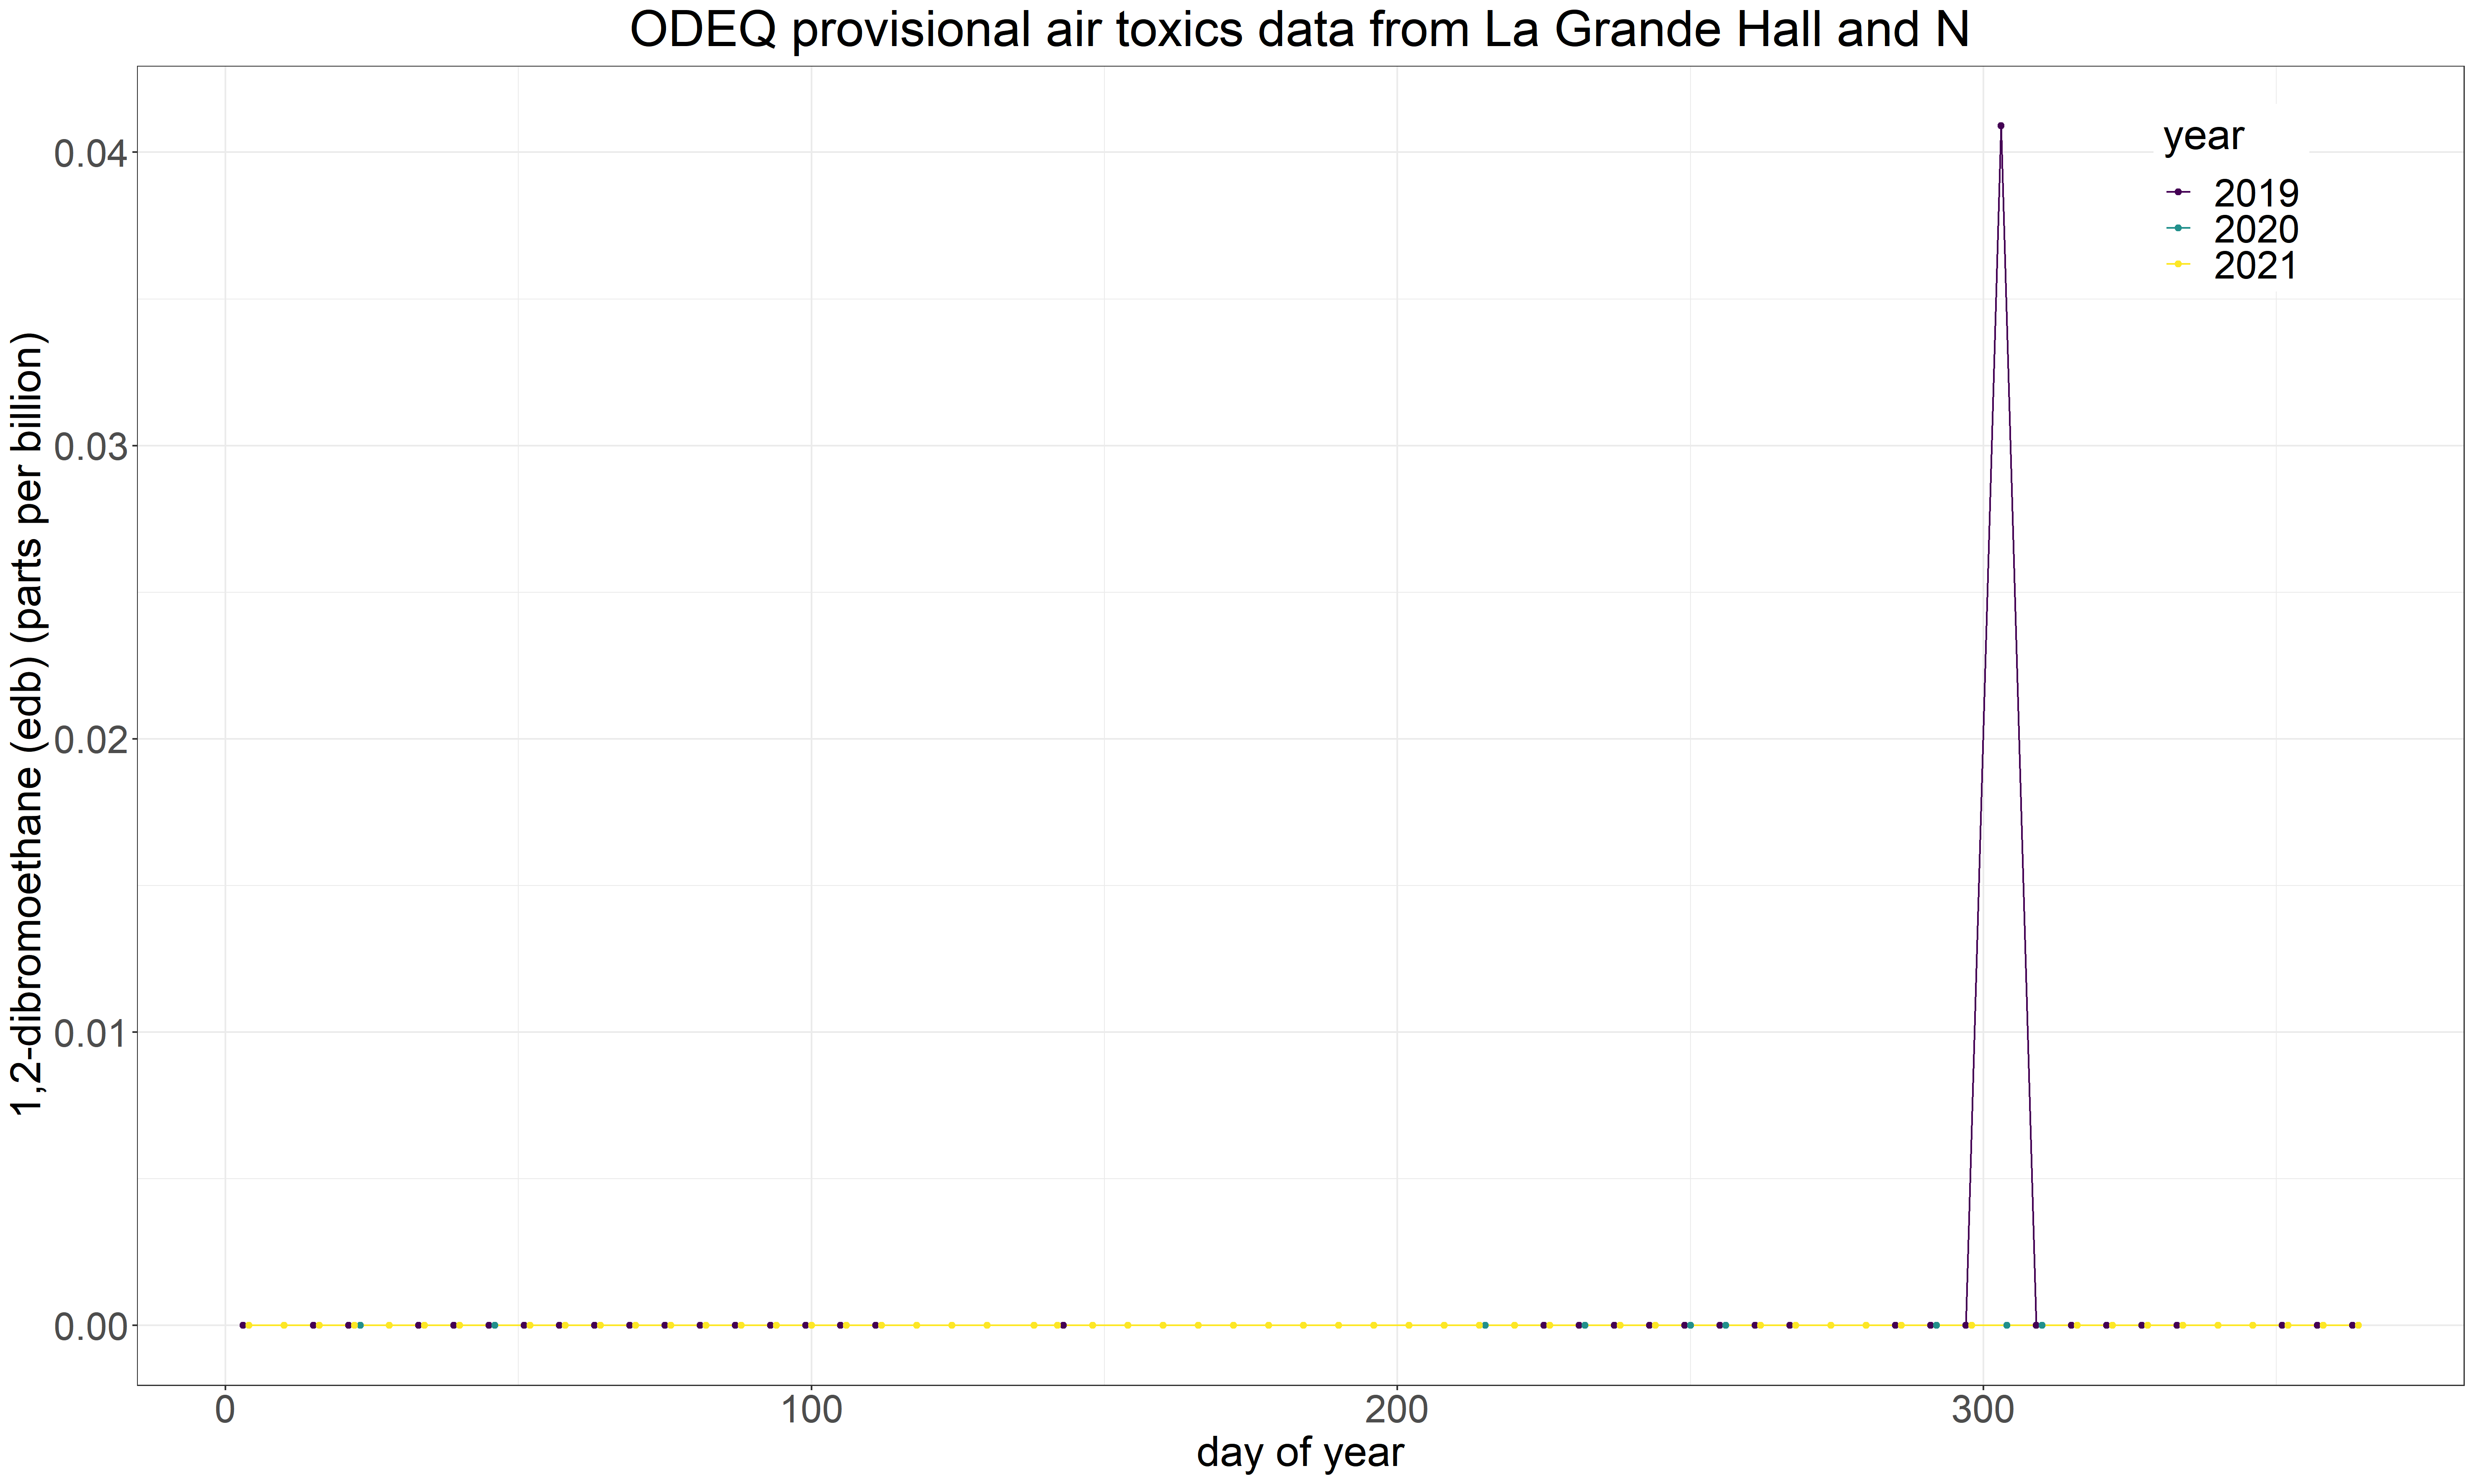 ODEQ provisional air toxics data from La Grande Hall and N
year
2019
2020
2021
1,2-dibromoethane (edb) (parts per billion)
0.04
0.03
0.02
0.01
0.00
0 100 200 300
day of year